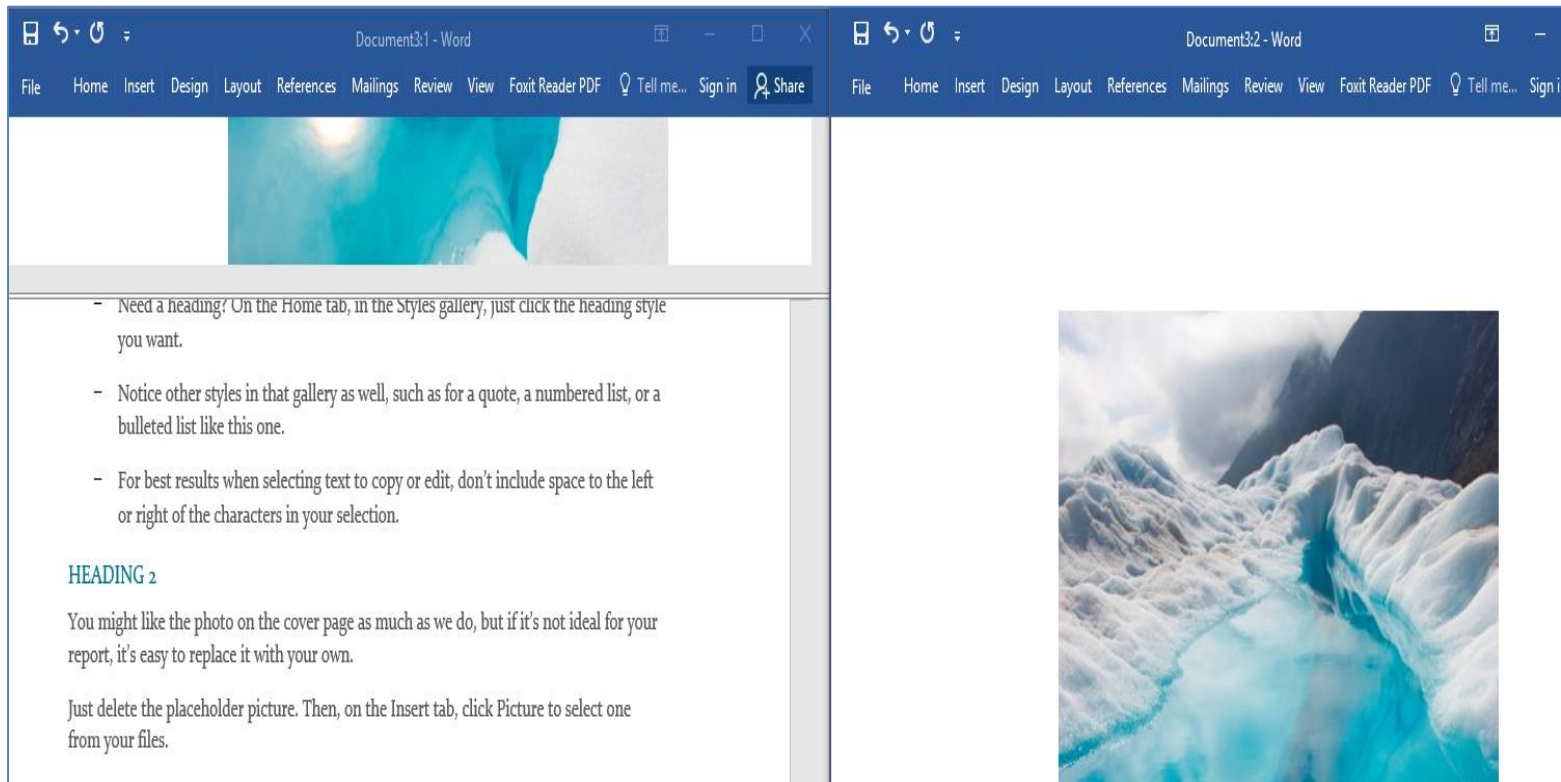 Document3:1 - Word
File Home Insert Design Layout References Mailings Review View Foxit Reader PDF Tell me... Sign in Share
– Need a heading? On the Home tab, in the Styles gallery, just click the heading style
you want.
– Notice other styles in that gallery as well, such as for a quote, a numbered list, or a
bulleted list like this one.
– For best results when selecting text to copy or edit, don’t include space to the left
or right of the characters in your selection.
HEADING 2
You might like the photo on the cover page as much as we do, but if it’s not ideal for your
report, it’s easy to replace it with your own.
Just delete the placeholder picture. Then, on the Insert tab, click Picture to select one
from your files.
Document3:2 - Word
File Home Insert Design Layout References Mailings Review View Foxit Reader PDF Tell me... Sign i